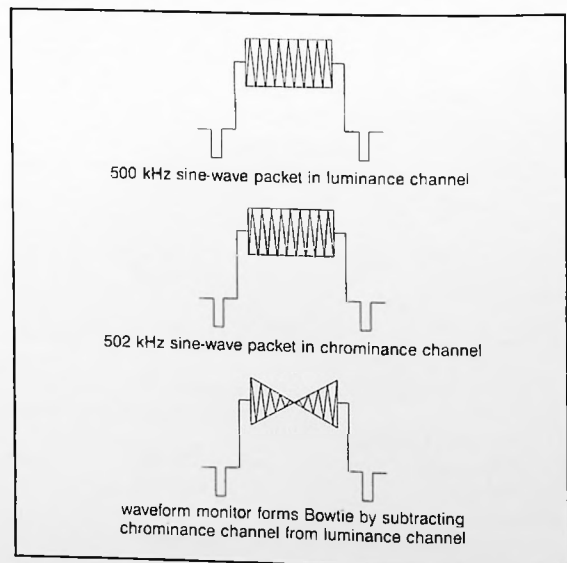 500 kHz sine-wave packet in luminance channel
502 kHz sine-wave packet in chrominance channel
waveform monitor forms Bowtie by subtracting
chrominance channel from luminance channel